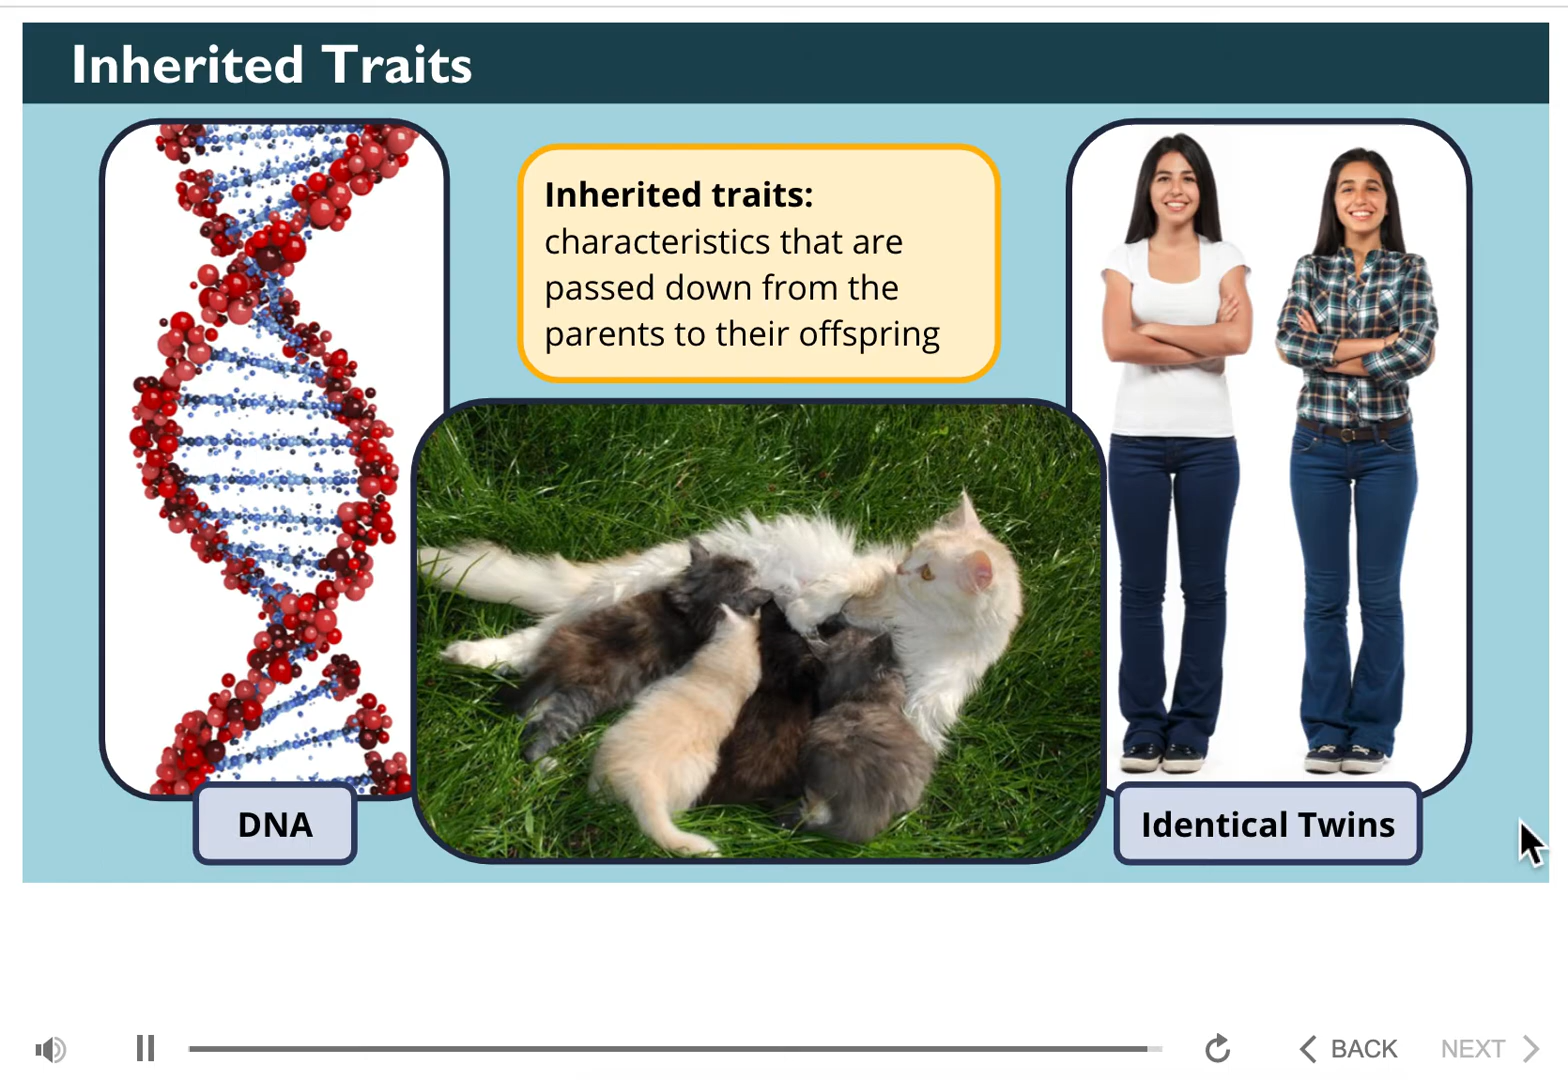 Inherited Traits
Inherited traits:
characteristics that are
passed down from the
parents to their offspring
DNA
Identical Twins
BACK
NEXT